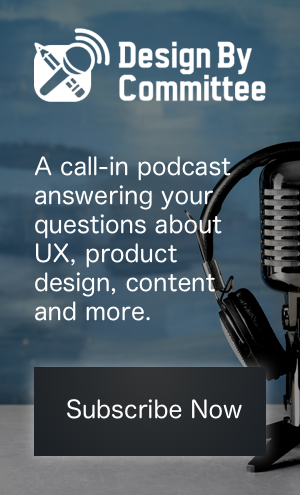 Design By
Committee
A call-in podcast
answering your
questions about
UX, product
design, content
and more.
Subscribe Now